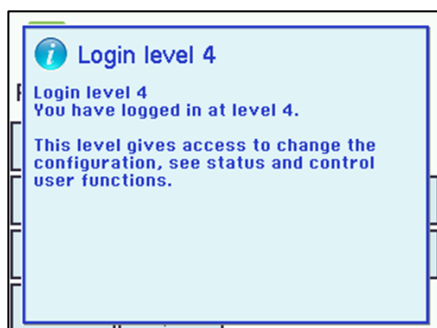 Login level 4
Login level 4
You have logged in at level 4.
This level gives access to change the
configuration, see status and control
user functions.